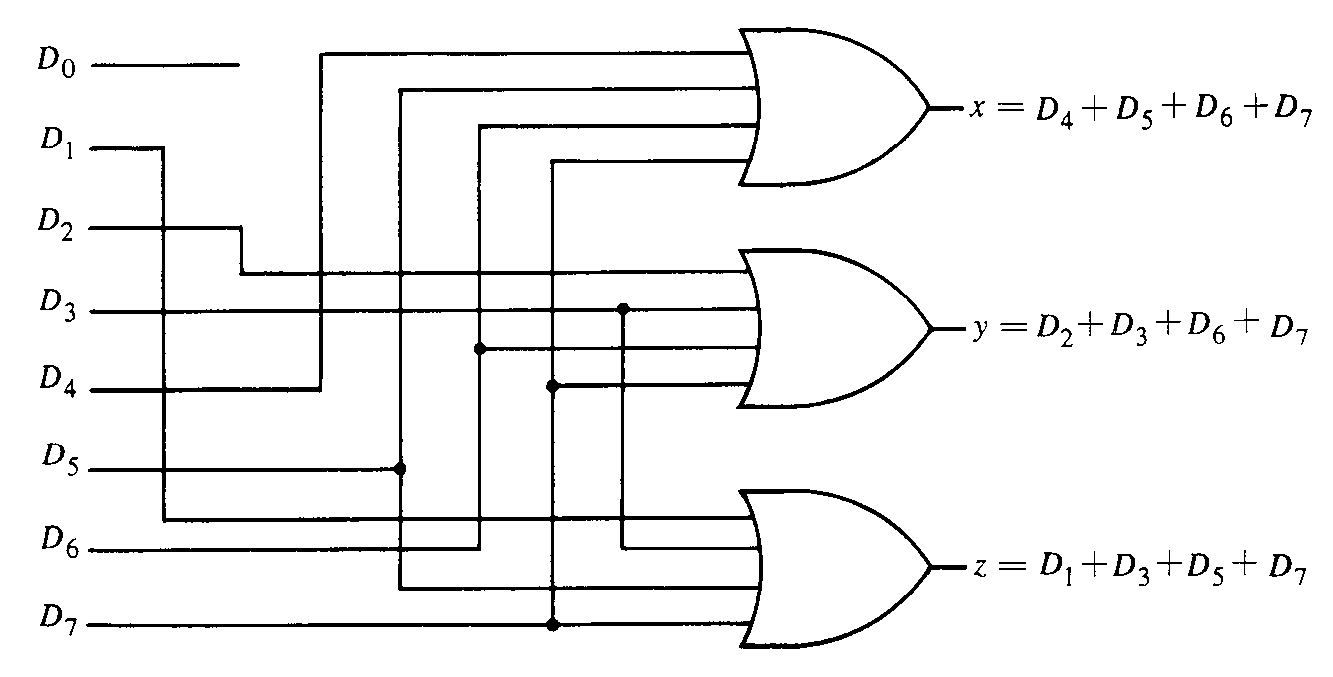 D₀
D₁
D₂
D₃
D₄
D₅
D₆
D₇
x = D₄ + D₅ + D₆ + D₇
y = D₂ + D₃ + D₆ + D₇
z = D₁ + D₃ + D₅ + D₇